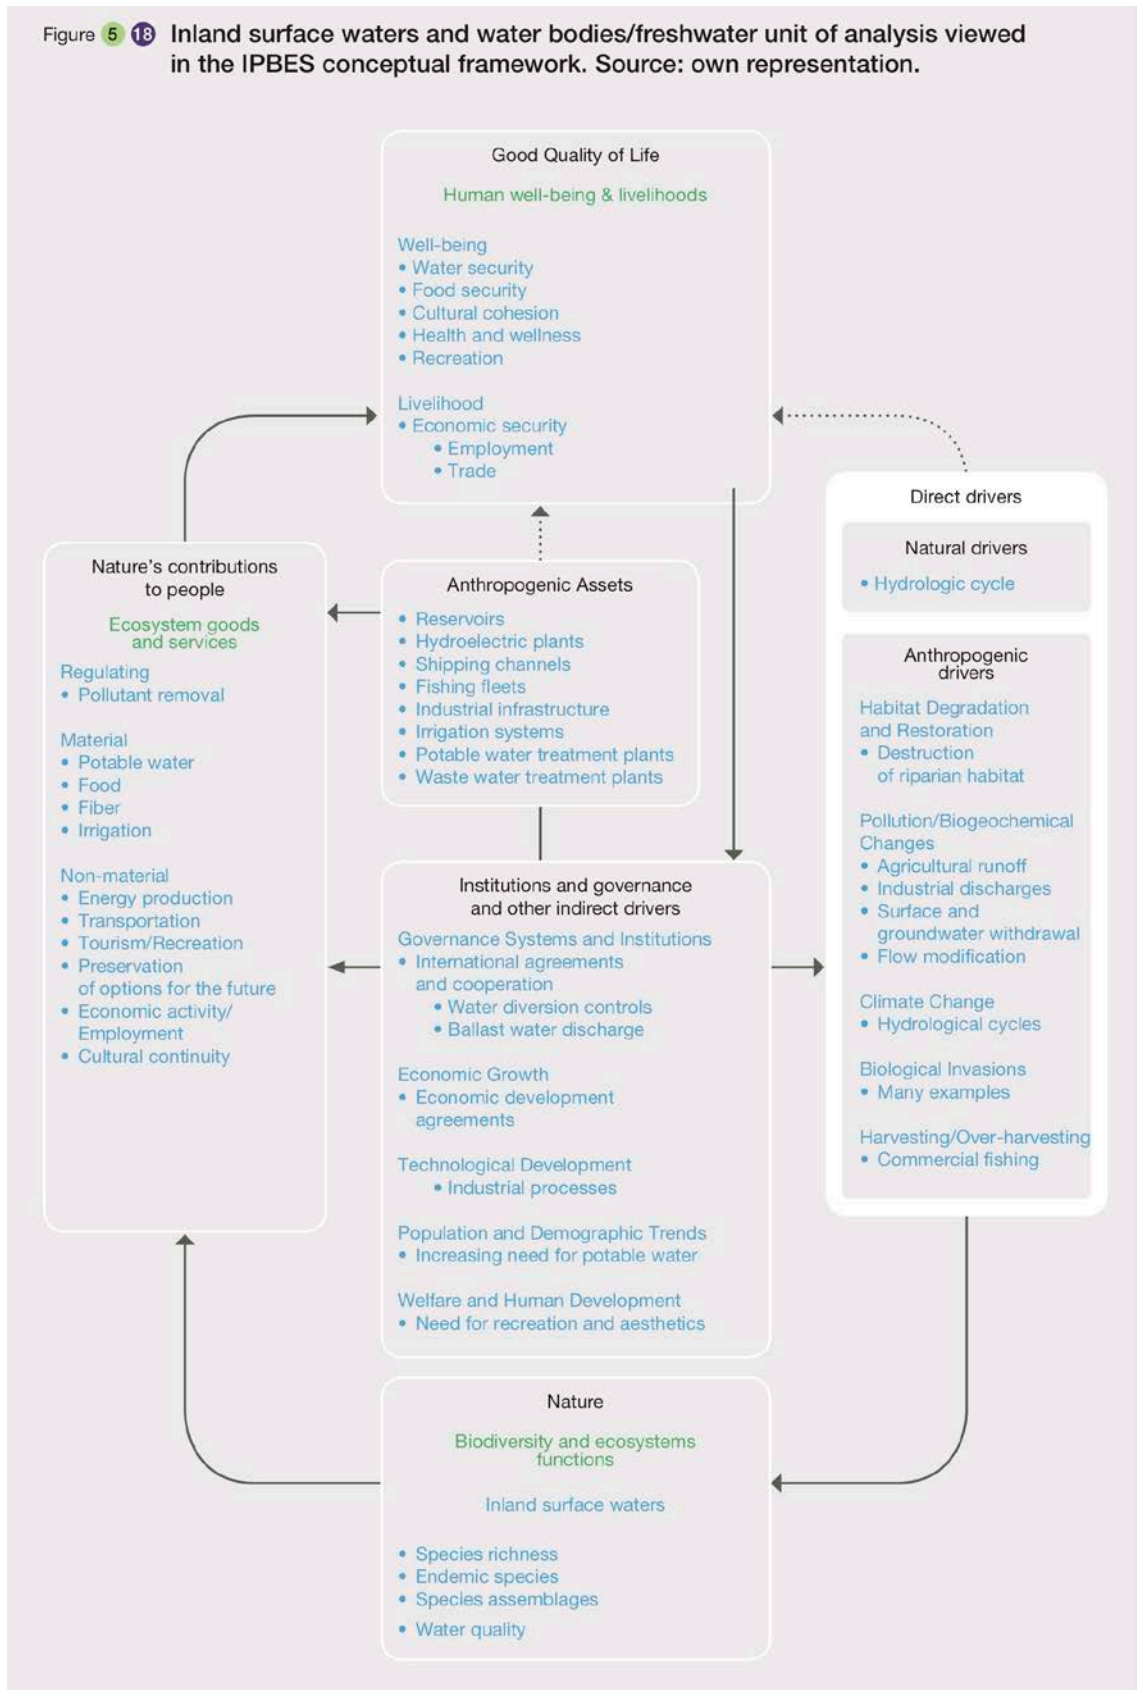 Figure 5 18 Inland surface waters and water bodies/freshwater unit of analysis viewed
in the IPBES conceptual framework. Source: own representation.
Good Quality of Life
Human well-being & livelihoods
Well-being
• Water security
• Food security
• Cultural cohesion
• Health and wellness
• Recreation
Livelihood
• Economic security
• Employment
• Trade
Nature's contributions
to people
Ecosystem goods
and services
Regulating
• Pollutant removal
Material
• Potable water
• Food
• Fiber
• Irrigation
Non-material
• Energy production
• Transportation
• Tourism/Recreation
• Preservation
of options for the future
• Economic activity/
Employment
• Cultural continuity
Anthropogenic Assets
• Reservoirs
• Hydroelectric plants
• Shipping channels
• Fishing fleets
• Industrial infrastructure
• Irrigation systems
• Potable water treatment plants
• Waste water treatment plants
Institutions and governance
and other indirect drivers
Governance Systems and Institutions
• International agreements
and cooperation
• Water diversion controls
• Ballast water discharge
Economic Growth
• Economic development
agreements
Technological Development
• Industrial processes
Population and Demographic Trends
• Increasing need for potable water
Welfare and Human Development
• Need for recreation and aesthetics
Direct drivers
Natural drivers
• Hydrologic cycle
Anthropogenic
drivers
Habitat Degradation
and Restoration
• Destruction
of riparian habitat
Pollution/Biogeochemical
Changes
• Agricultural runoff
• Industrial discharges
• Surface and
groundwater withdrawal
• Flow modification
Climate Change
• Hydrological cycles
Biological Invasions
• Many examples
Harvesting/Over-harvesting
• Commercial fishing
Nature
Biodiversity and ecosystems
functions
Inland surface waters
• Species richness
• Endemic species
• Species assemblages
• Water quality